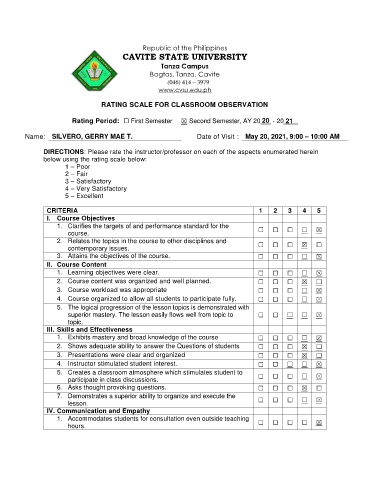 Republic of the Philippines
CAVITE STATE UNIVERSITY
Tanza Campus
Bagtas, Tanza, Cavite
(046) 414 – 3979
www.cvsu.edu.ph
RATING SCALE FOR CLASSROOM OBSERVATION
Rating Period: ☐ First Semester ☒ Second Semester, AY 20 20 - 20 21
Name: SILVERO, GERRY MAE T. Date of Visit : May 20, 2021, 9:00 – 10:00 AM
DIRECTIONS: Please rate the instructor/professor on each of the aspects enumerated herein
below using the rating scale below:
1 – Poor
2 – Fair
3 – Satisfactory
4 – Very Satisfactory
5 – Excellent
CRITERIA 1 2 3 4 5
I. Course Objectives
1. Clarifies the targets of and performance standard for the
course. ☐ ☐ ☐ ☐ ☒
2. Relates the topics in the course to other disciplines and
contemporary issues. ☐ ☐ ☐ ☒ ☐
3. Attains the objectives of the course. ☐ ☐ ☐ ☐ ☒
II. Course Content
1. Learning objectives were clear. ☐ ☐ ☐ ☐ ☒
2. Course content was organized and well planned. ☐ ☐ ☐ ☒ ☐
3. Course workload was appropriate ☐ ☐ ☐ ☐ ☒
4. Course organized to allow all students to participate fully. ☐ ☐ ☐ ☐ ☒
5. The logical progression of the lesson topics is demonstrated with
superior mastery. The lesson easily flows well from topic to
topic. ☐ ☐ ☐ ☐ ☒
III. Skills and Effectiveness
1. Exhibits mastery and broad knowledge of the course ☐ ☐ ☐ ☐ ☒
2. Shows adequate ability to answer the Questions of students ☐ ☐ ☐ ☒ ☐
3. Presentations were clear and organized ☐ ☐ ☐ ☒ ☐
4. Instructor stimulated student interest. ☐ ☐ ☐ ☐ ☒
5. Creates a classroom atmosphere which stimulates student to
participate in class discussions. ☐ ☐ ☐ ☐ ☒
6. Asks thought provoking questions. ☐ ☐ ☐ ☒ ☐
7. Demonstrates a superior ability to organize and execute the
lesson. ☐ ☐ ☐ ☐ ☒
IV. Communication and Empathy
1. Accommodates students for consultation even outside teaching
hours. ☐ ☐ ☐ ☐ ☒